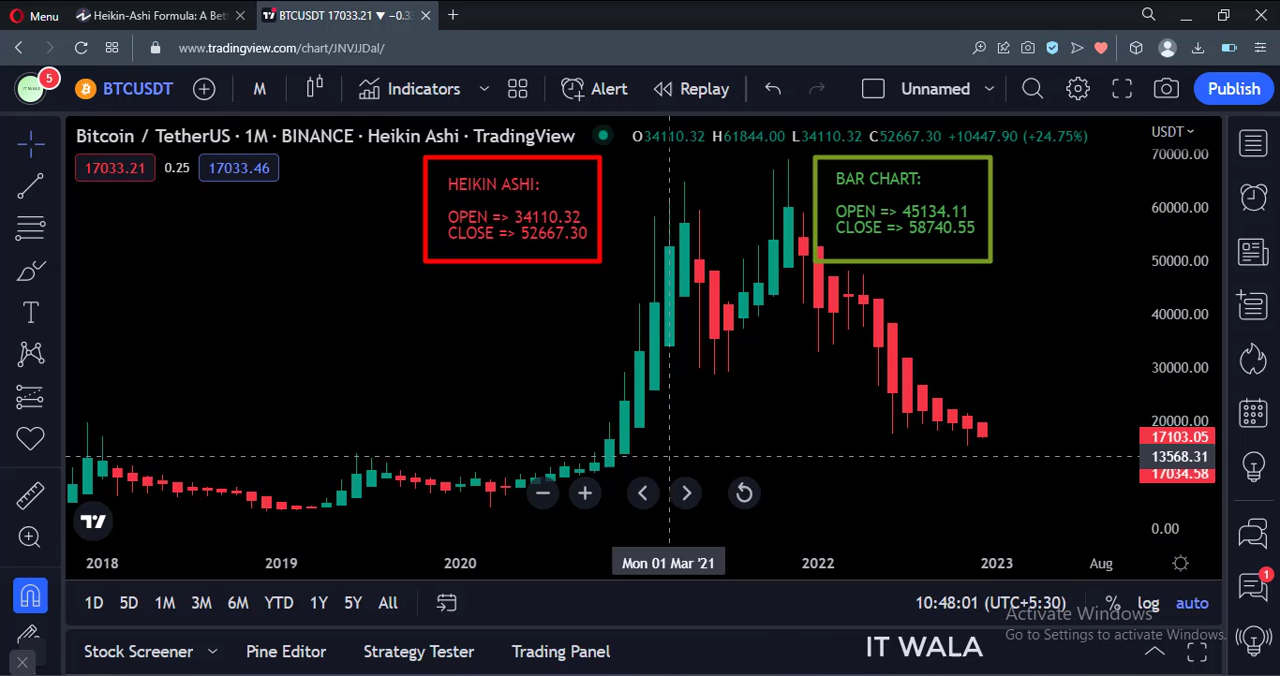 Menu
Heikin-Ashi Formula: A Bet
BTCUSDT 17033.21 ▼ −0.3
www.tradingview.com/chart/JNVJJDal/
IT WALA
5
BTCUSDT
M
Indicators
Alert
Replay
Unnamed
Publish
Bitcoin / TetherUS · 1M · BINANCE · Heikin Ashi · TradingView
O34110.32 H61844.00 L34110.32 C52667.30 +10447.90 (+24.75%)
USDT
17033.21
0.25
17033.46
HEIKIN ASHI:
OPEN => 34110.32
CLOSE => 52667.30
BAR CHART:
OPEN => 45134.11
CLOSE => 58740.55
70000.00
60000.00
50000.00
40000.00
30000.00
20000.00
17103.05
13568.31
17034.58
0.00
2018
2019
2020
Mon 01 Mar '21
2022
2023
Aug
1D
5D
1M
3M
6M
YTD
1Y
5Y
All
10:48:01 (UTC+5:30)
%
log
auto
1
Activate Windows
Go to Settings to activate Windows.
Stock Screener
Pine Editor
Strategy Tester
Trading Panel
IT WALA